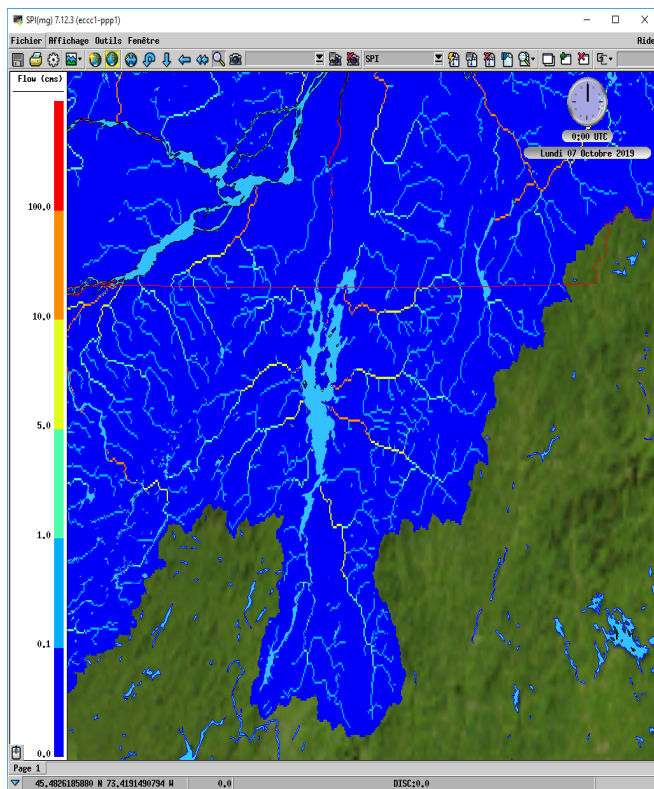 SPI(mg) 7.12.3 (eccc1-ppp1)
Fichier Affichage Outils Fenêtre Aide
SPI
Flow (cms)
0:00 UTC
Lundi 07 Octobre 2019
100.0
10.0
5.0
1.0
0.1
0.0
Page 1
45.4826185880 N 73.4191490794 W 0.0 DISC:0.0